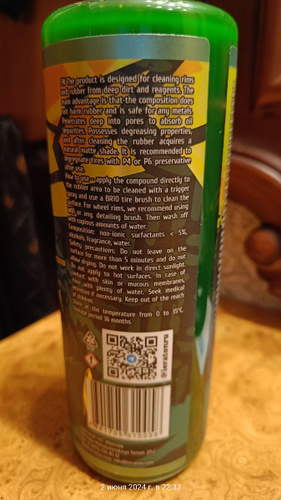 EN The product is designed for cleaning rims
and rubber from deep dirt and reagents. The
main advantage is that the composition does
not harm rubber and is safe for any metals.
Penetrates deep into pores to absorb oil
impurities. Possesses degreasing properties,
and after cleaning the rubber acquires a
natural matte shade. It is recommended to
impregnate tires with P4 or P6 preservative
after use.
How to use - apply the compound directly to
the rubber area to be cleaned with a trigger
spray and use a BRID tire brush to clean the
surface. For wheel rims, we recommend using
or any detailing brush. Then wash off
with copious amounts of water.
Composition: non-ionic surfactants < 5%,
fragrance, water.
Safety precautions: Do not leave on the
surface for more than 5 minutes and do not
allow drying. Do not work in direct sunlight,
do not apply to hot surfaces. In case of
contact with skin or mucous membranes,
with plenty of water. Seek medical
if necessary. Keep out of the reach
of children.
at the temperature from 0 to 35°C.
Storage period 36 months.
@leratonru
2 июня 2024 г. в 22:33